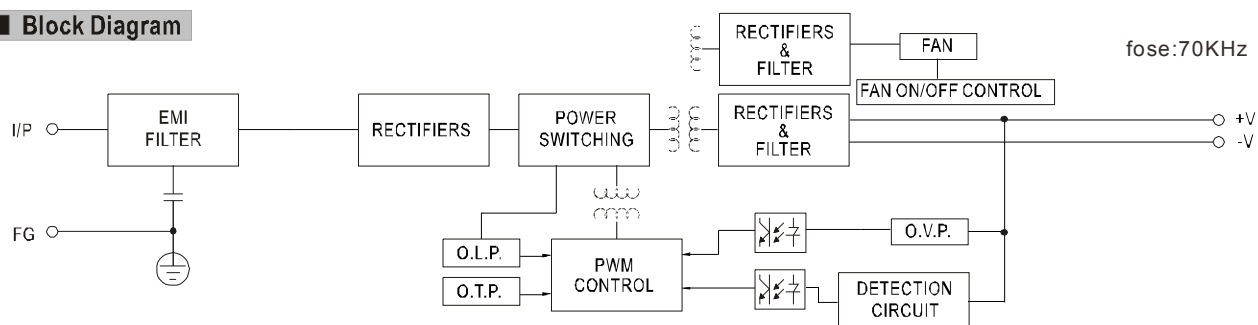 Block Diagram
RECTIFIERS
&
FILTER
FAN
fose:70KHz
FAN ON/OFF CONTROL
I/P
EMI
FILTER
RECTIFIERS
POWER
SWITCHING
RECTIFIERS
&
FILTER
+V
-V
FG
O.L.P.
O.T.P.
PWM
CONTROL
O.V.P.
DETECTION
CIRCUIT